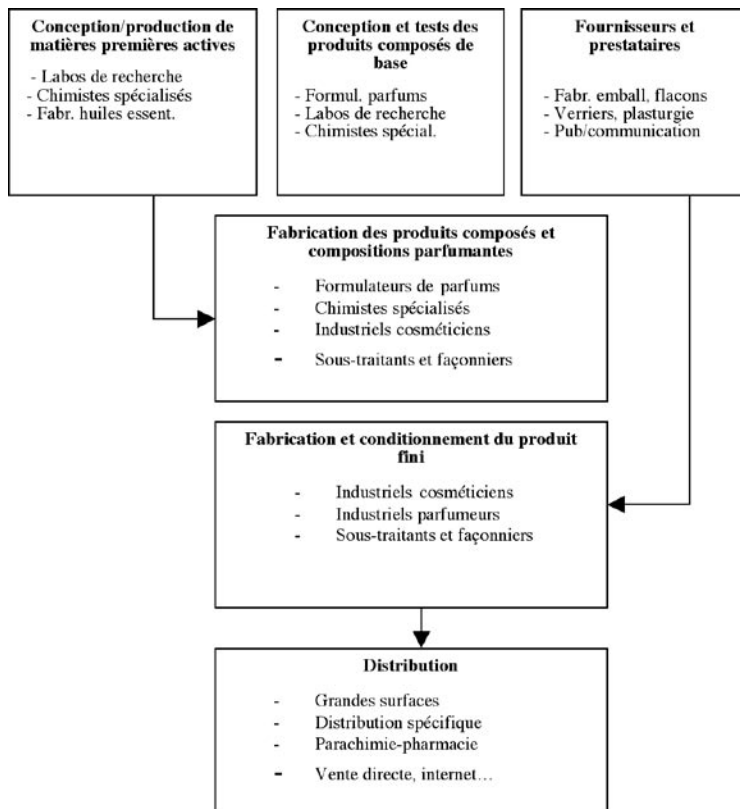 Conception/production de
matières premières actives
- Labos de recherche
- Chimistes spécialisés
- Fabr. huiles essent.
Conception et tests des
produits composés de
base
- Formul. parfums
- Labos de recherche
- Chimistes spécial.
Fournisseurs et
prestataires
- Fabr. emball, flacons
- Verriers, plasturgie
- Pub/communication
Fabrication des produits composés et
compositions parfumantes
- Formulateurs de parfums
- Chimistes spécialisés
- Industriels cosméticiens
- Sous-traitants et façonniers
Fabrication et conditionnement du produit
fini
- Industriels cosméticiens
- Industriels parfumeurs
- Sous-traitants et façonniers
Distribution
- Grandes surfaces
- Distribution spécifique
- Parachimie-pharmacie
- Vente directe, internet…